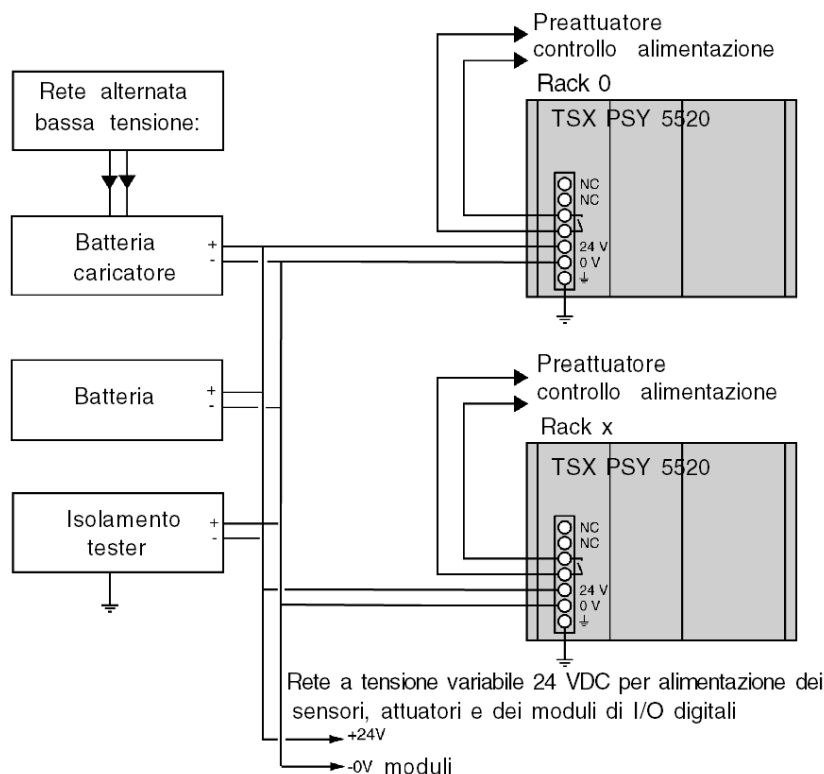 Preattuatore
controllo alimentazione
Rack 0
TSX PSY 5520
NC
NC
24 V
0 V
Rete alternata
bassa tensione:
Batteria
caricatore
+
-
Batteria
+
-
Isolamento
tester
+
-
Preattuatore
controllo alimentazione
Rack x
TSX PSY 5520
NC
NC
24 V
0 V
Rete a tensione variabile 24 VDC per alimentazione dei
sensori, attuatori e dei moduli di I/O digitali
+24V
-0V moduli